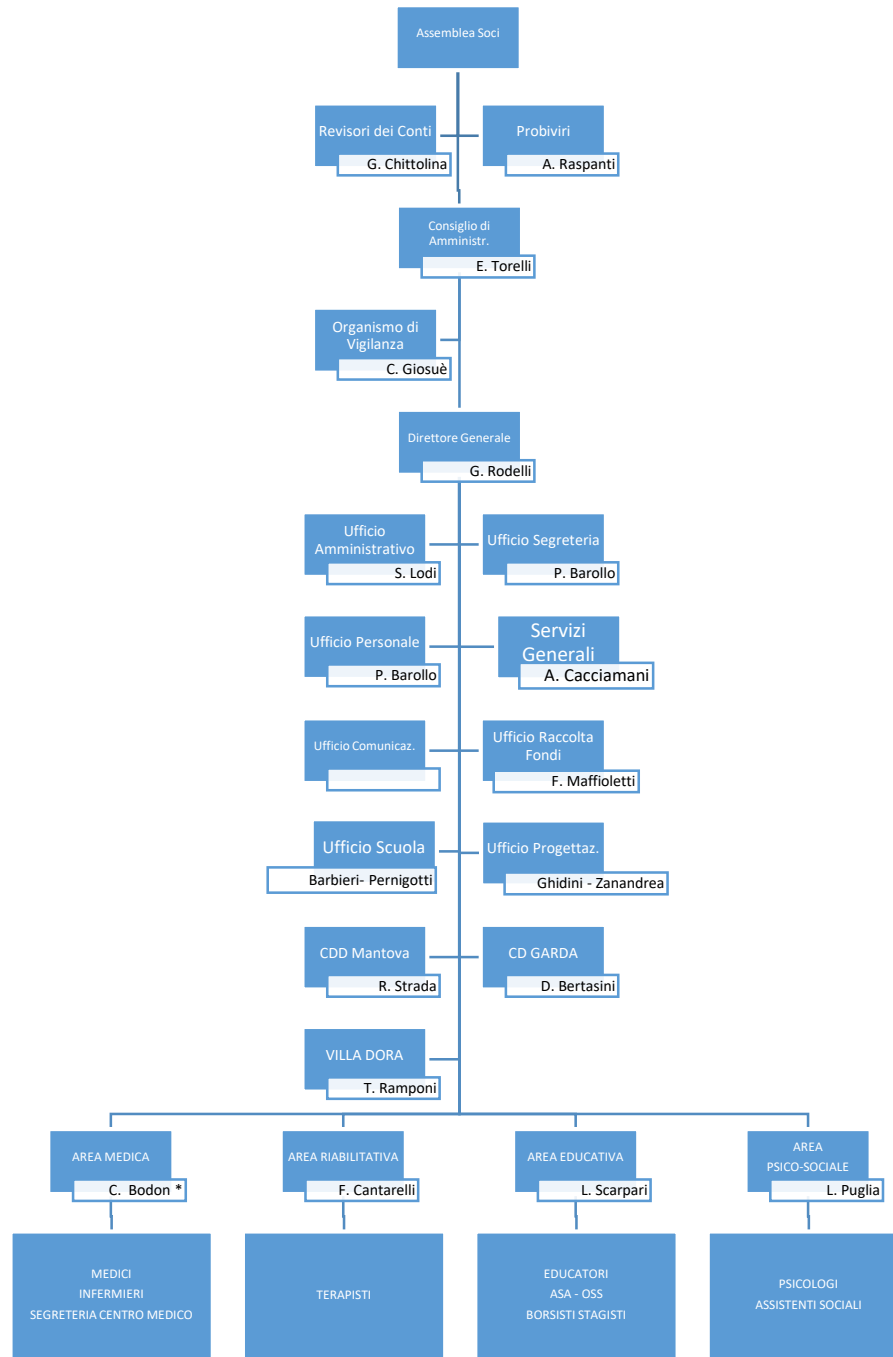 Assemblea Soci
Revisori dei Conti
G. Chittolina
Probiviri
A. Raspanti
Consiglio di
Amministr.
E. Torelli
Organismo di
Vigilanza
C. Giosuè
Direttore Generale
G. Rodelli
Ufficio
Amministrativo
S. Lodi
Ufficio Segreteria
P. Barollo
Ufficio Personale
P. Barollo
Servizi
Generali
A. Cacciamani
Ufficio Comunicaz.
Ufficio Raccolta
Fondi
F. Maffioletti
Ufficio Scuola
Barbieri- Pernigotti
Ufficio Progettaz.
Ghidini - Zanandrea
CDD Mantova
R. Strada
CD GARDA
D. Bertasini
VILLA DORA
T. Ramponi
AREA MEDICA
C. Bodon *
AREA RIABILITATIVA
F. Cantarelli
AREA EDUCATIVA
L. Scarpari
AREA
PSICO-SOCIALE
L. Puglia
MEDICI
INFERMIERI
SEGRETERIA CENTRO MEDICO
TERAPISTI
EDUCATORI
ASA - OSS
BORSISTI STAGISTI
PSICOLOGI
ASSISTENTI SOCIALI